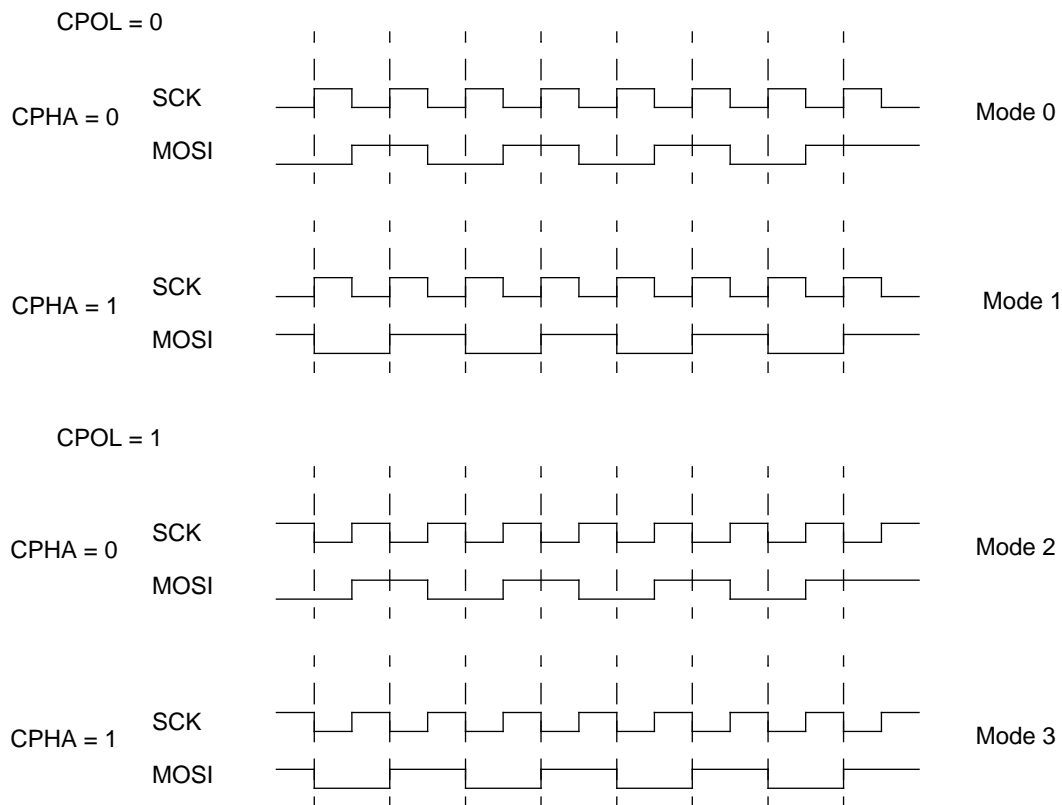 CPOL = 0
CPHA = 0
SCK
MOSI
Mode 0
CPHA = 1
SCK
MOSI
Mode 1
CPOL = 1
CPHA = 0
SCK
MOSI
Mode 2
CPHA = 1
SCK
MOSI
Mode 3